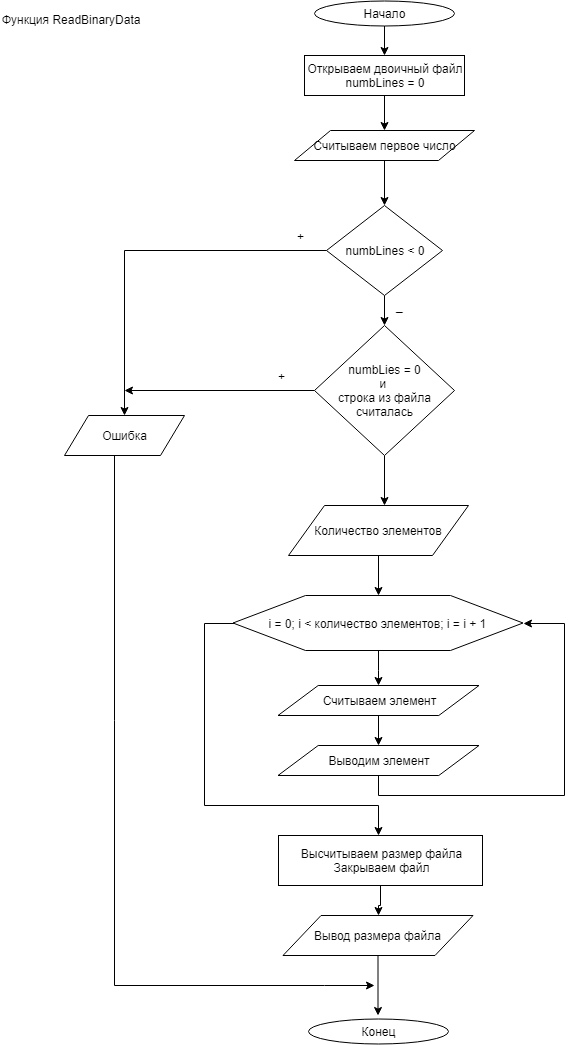 Функция ReadBinaryData
Начало
Открываем двоичный файл
numbLines = 0
Считываем первое число
numbLines < 0
+
–
numbLies = 0
и
строка из файла
считалась
+
Ошибка
Количество элементов
i = 0; i < количество элементов; i = i + 1
Считываем элемент
Выводим элемент
Высчитываем размер файла
Закрываем файл
Вывод размера файла
Конец